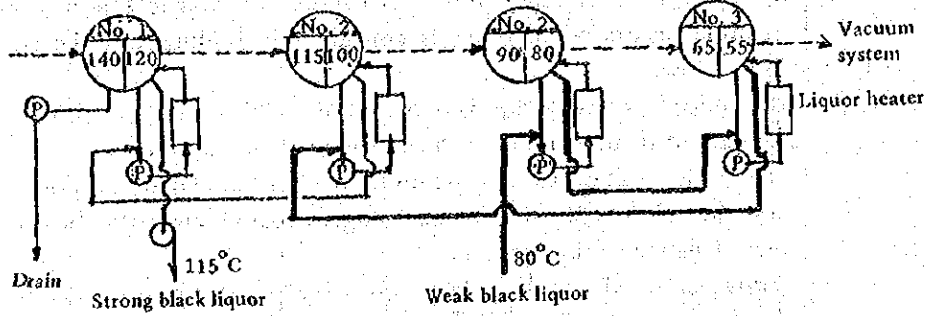 No. 1
140 120
No. 2
115 100
No. 2
90 80
No. 3
65 55
Vacuum
system
P
P
P
P
P
Liquor heater
Drain
115°C
Strong black liquor
80°C
Weak black liquor